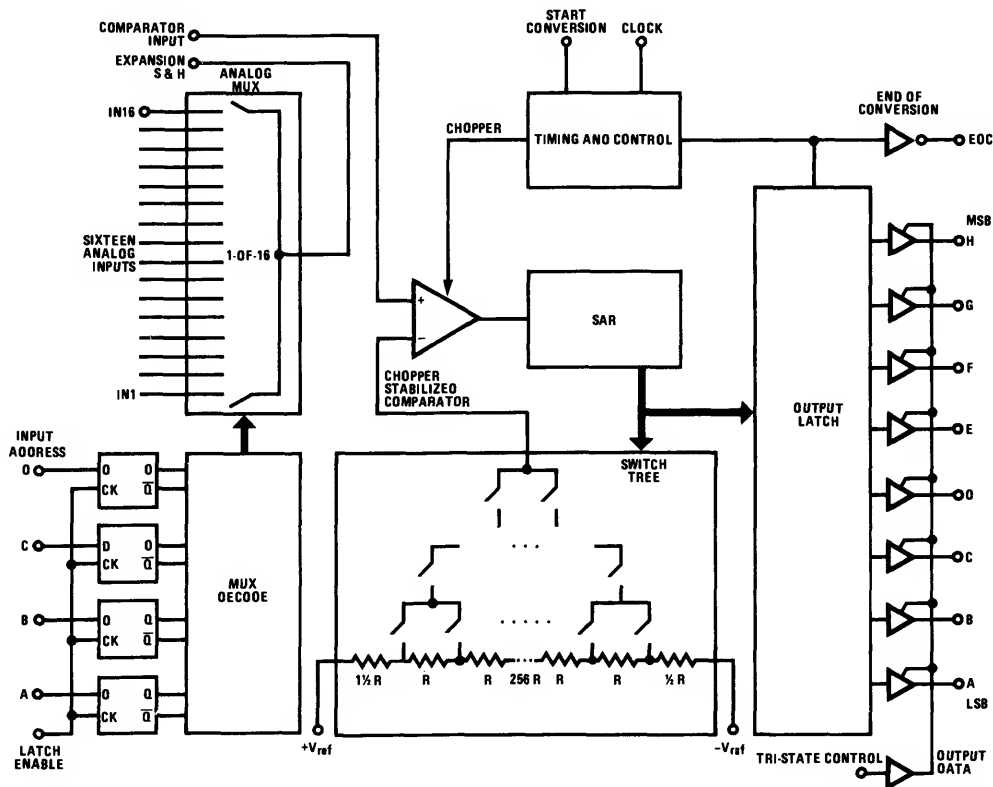 COMPARATOR
INPUT
EXPANSION
S & H
ANALOG
MUX
IN16
SIXTEEN
ANALOG
INPUTS
1-OF-16
IN1
START
CONVERSION
CLOCK
CHOPPER
TIMING AND CONTROL
END OF
CONVERSION
EOC
+
−
CHOPPER
STABILIZED
COMPARATOR
SAR
OUTPUT
LATCH
MSB
H
G
F
E
O
C
B
A
LSB
INPUT
AOORESS
O
O
O
CK
Q̅
C
D
O
CK
Q̅
B
O
Q
CK
Q̅
A
O
Q
CK
Q̅
LATCH
ENABLE
MUX
OECOOE
SWITCH
TREE
1½ R
R
R
256 R
R
R
½ R
+Vref
−Vref
TRI-STATE CONTROL
OUTPUT
OATA